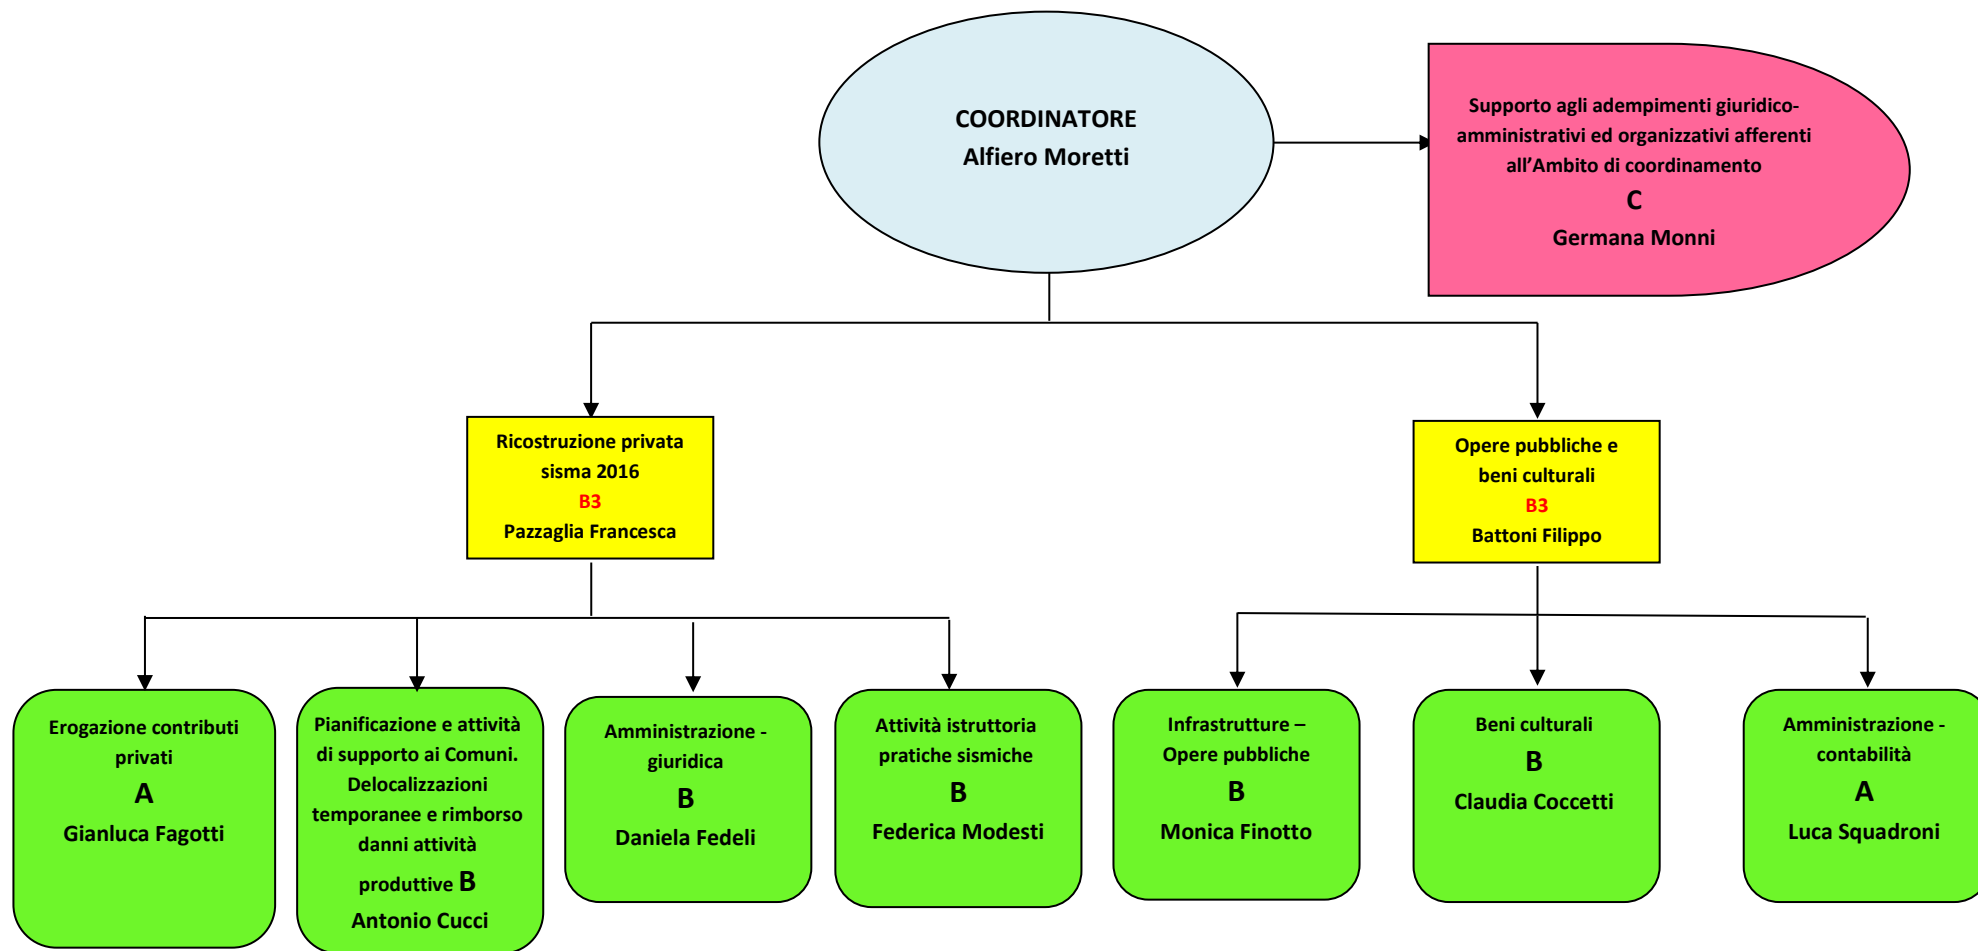 COORDINATORE
Alfiero Moretti
Supporto agli adempimenti giuridico-
amministrativi ed organizzativi afferenti
all’Ambito di coordinamento
C
Germana Monni
Ricostruzione privata
sisma 2016
B3
Pazzaglia Francesca
Opere pubbliche e
beni culturali
B3
Battoni Filippo
Erogazione contributi
privati
A
Gianluca Fagotti
Pianificazione e attività
di supporto ai Comuni.
Delocalizzazioni
temporanee e rimborso
danni attività
produttive B
Antonio Cucci
Amministrazione -
giuridica
B
Daniela Fedeli
Attività istruttoria
pratiche sismiche
B
Federica Modesti
Infrastrutture –
Opere pubbliche
B
Monica Finotto
Beni culturali
B
Claudia Coccetti
Amministrazione -
contabilità
A
Luca Squadroni